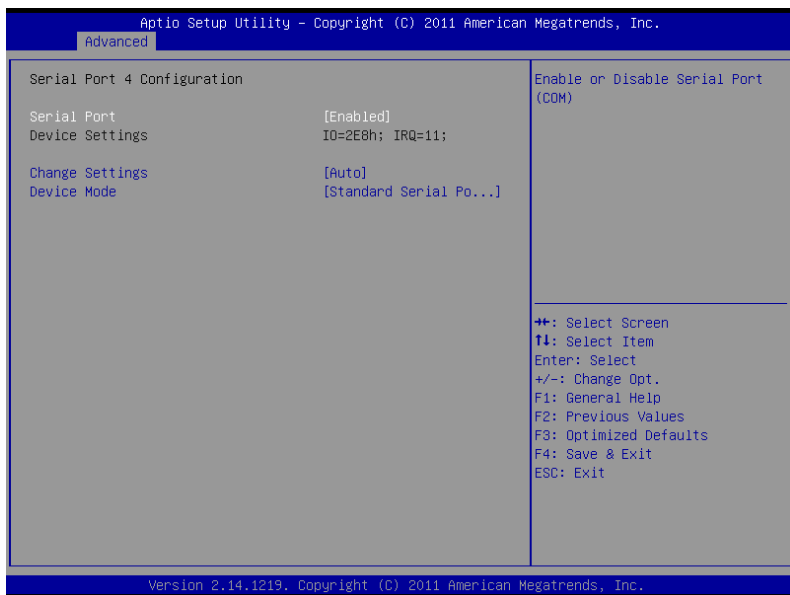 Aptio Setup Utility – Copyright (C) 2011 American Megatrends, Inc.
Advanced
Serial Port 4 Configuration
Serial Port [Enabled]
Device Settings IO=2E8h; IRQ=11;
Change Settings [Auto]
Device Mode [Standard Serial Po...]
Enable or Disable Serial Port
(COM)
→←: Select Screen
↑↓: Select Item
Enter: Select
+/-: Change Opt.
F1: General Help
F2: Previous Values
F3: Optimized Defaults
F4: Save & Exit
ESC: Exit
Version 2.14.1219. Copyright (C) 2011 American Megatrends, Inc.